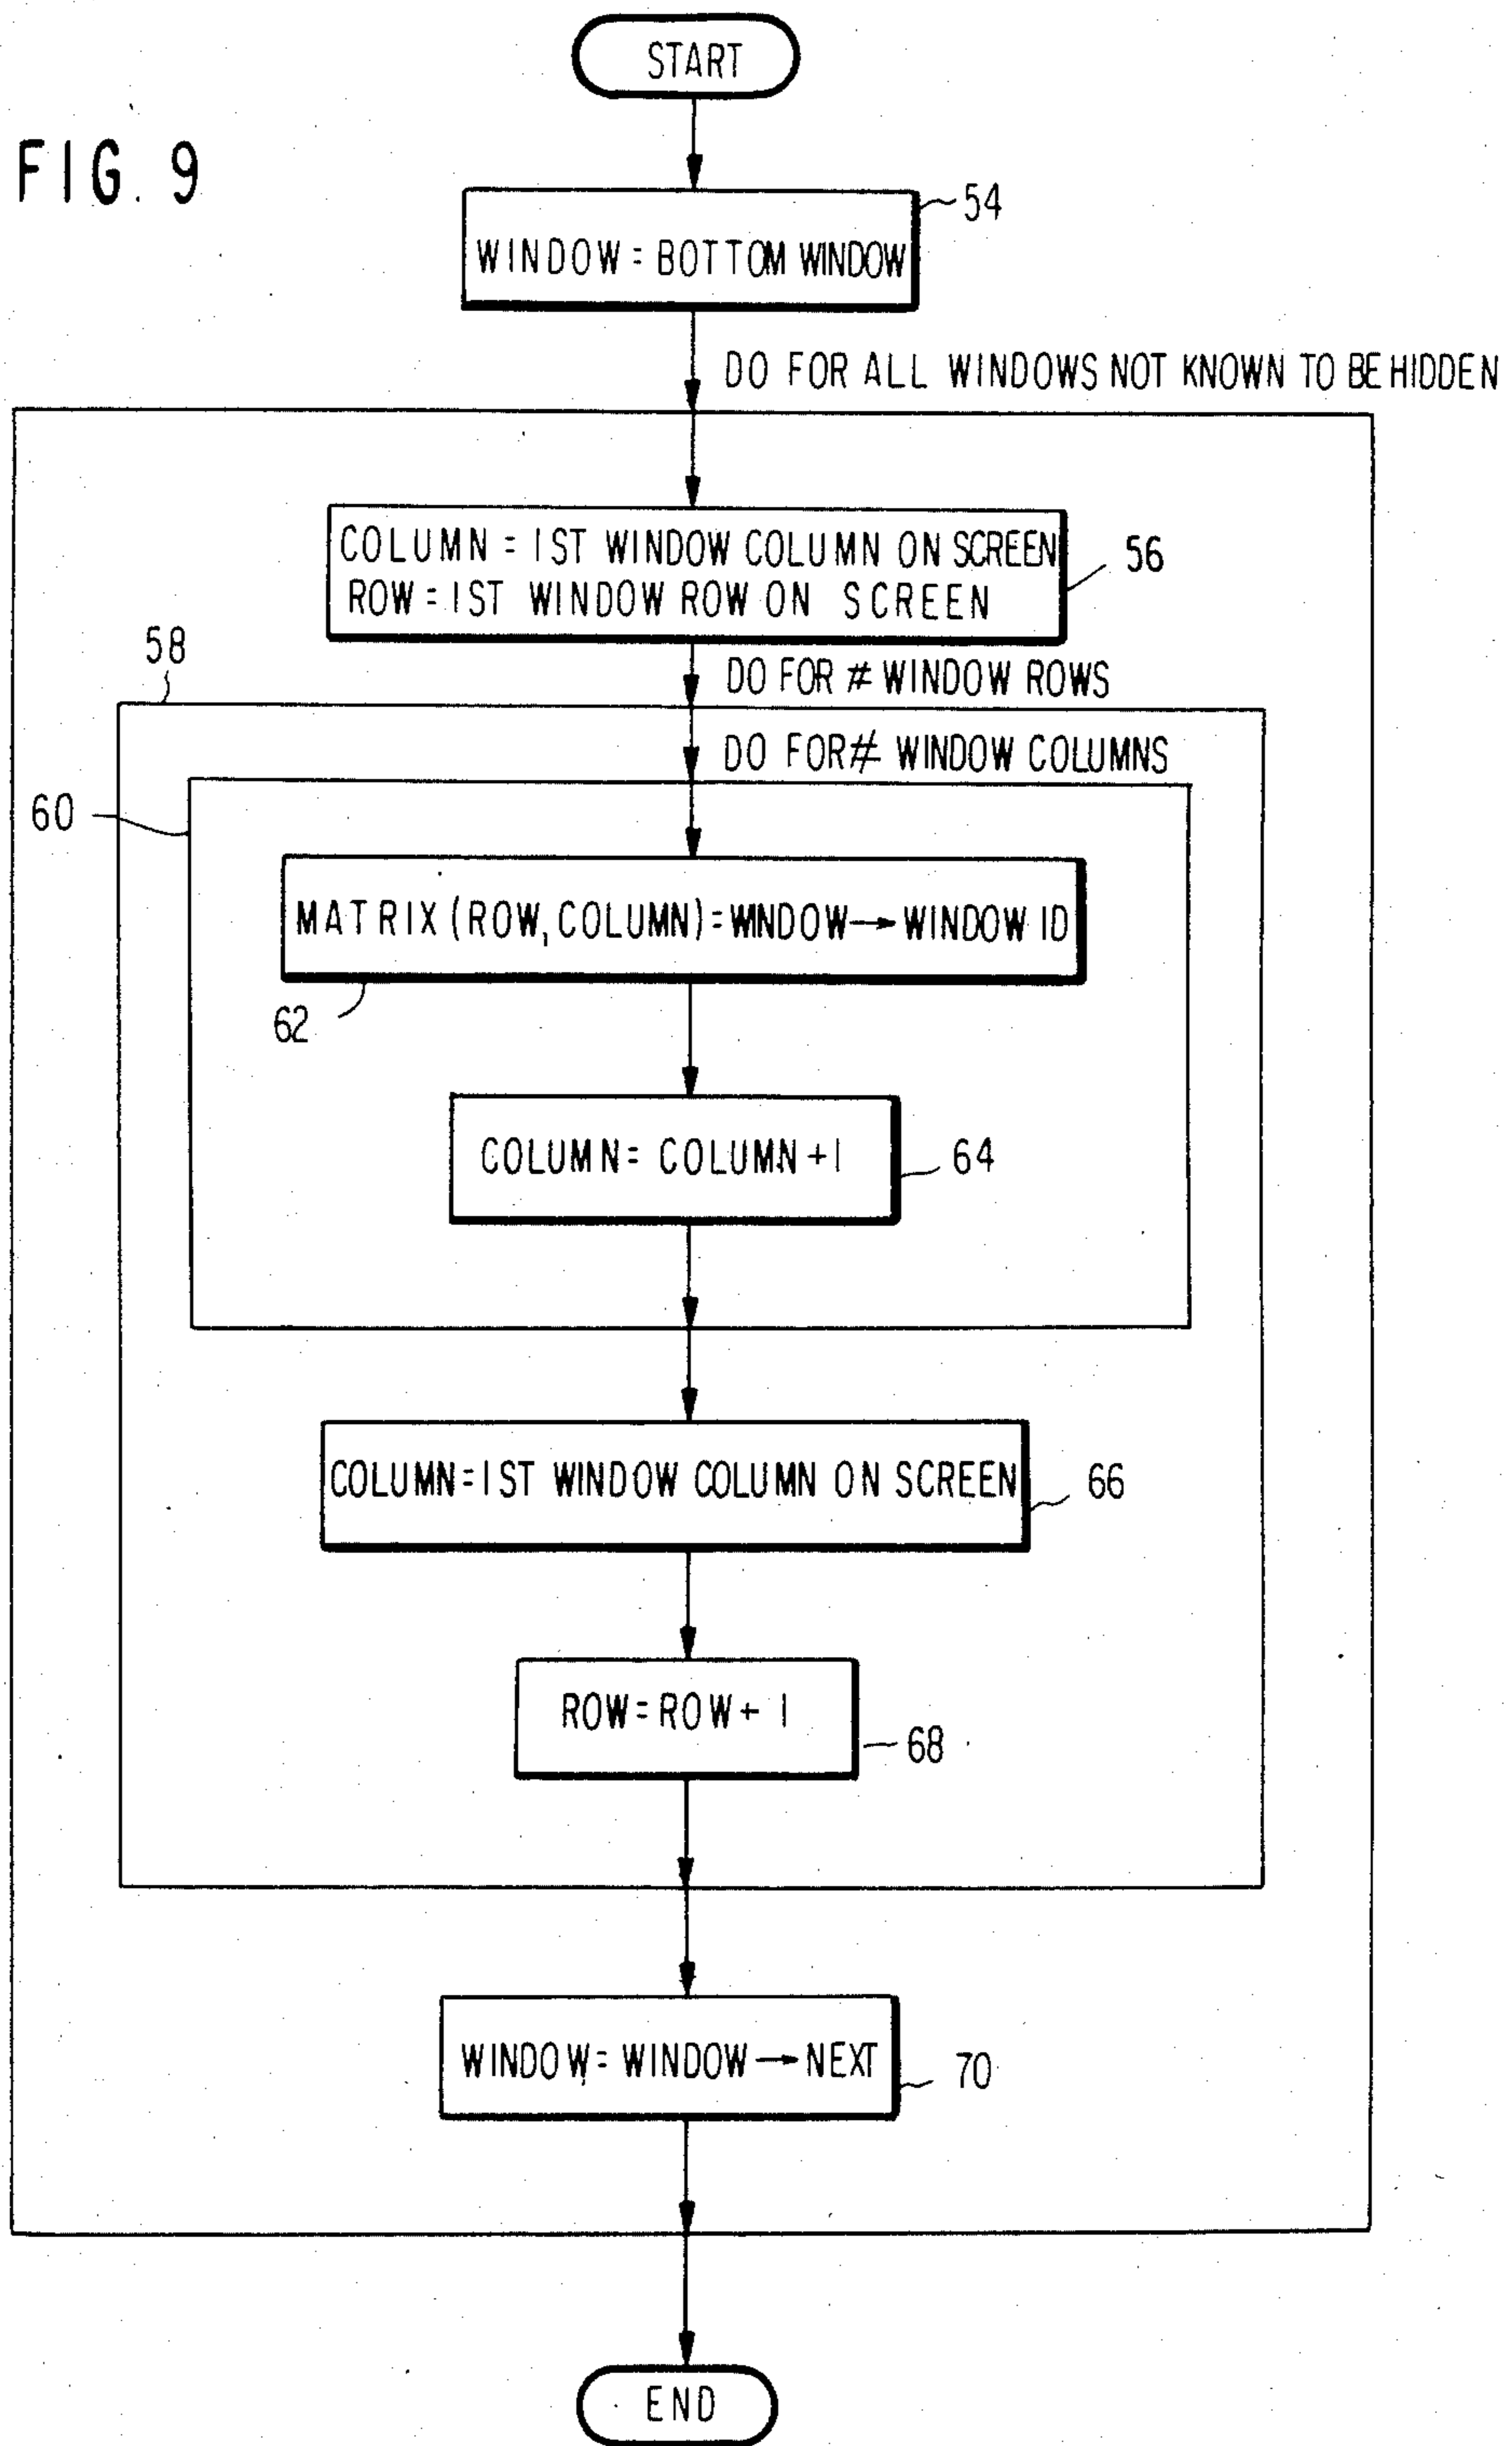 START
FIG. 9
54
WINDOW = BOTTOM WINDOW
DO FOR ALL WINDOWS NOT KNOWN TO BE HIDDEN
COLUMN = 1ST WINDOW COLUMN ON SCREEN
ROW = 1ST WINDOW ROW ON SCREEN
56
58
DO FOR # WINDOW ROWS
DO FOR # WINDOW COLUMNS
60
MATRIX (ROW, COLUMN) = WINDOW → WINDOW ID
62
COLUMN = COLUMN + 1
64
COLUMN = 1ST WINDOW COLUMN ON SCREEN
66
ROW = ROW + 1
68
WINDOW = WINDOW → NEXT
70
END